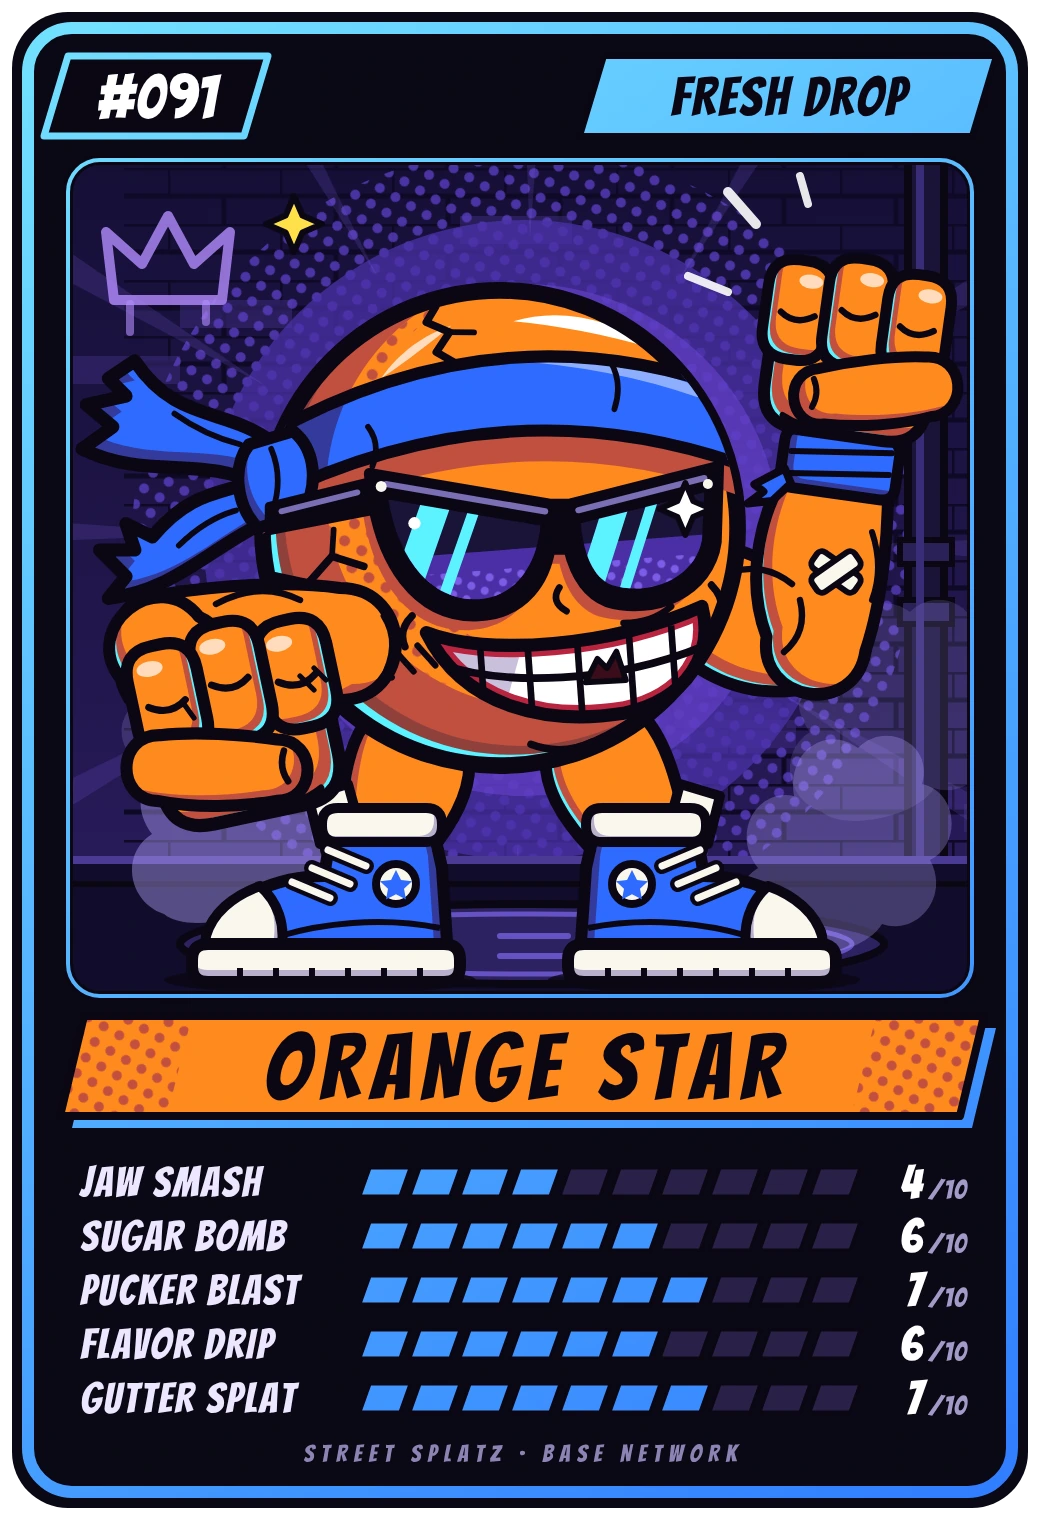 #091
FRESH DROP
ORANGE STAR
JAW SMASH 4/10
SUGAR BOMB 6/10
PUCKER BLAST 7/10
FLAVOR DRIP 6/10
GUTTER SPLAT 7/10
STREET SPLATZ · BASE NETWORK